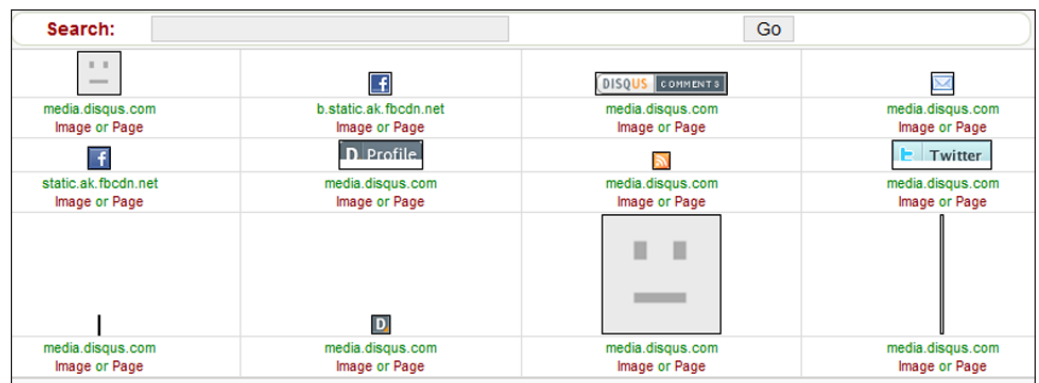 Search: Go
DISQUS COMMENTS
media.disqus.com b.static.ak.fbcdn.net media.disqus.com media.disqus.com
Image or Page Image or Page Image or Page Image or Page
D Profile Twitter
static.ak.fbcdn.net media.disqus.com media.disqus.com media.disqus.com
Image or Page Image or Page Image or Page Image or Page
D
media.disqus.com media.disqus.com media.disqus.com media.disqus.com
Image or Page Image or Page Image or Page Image or Page